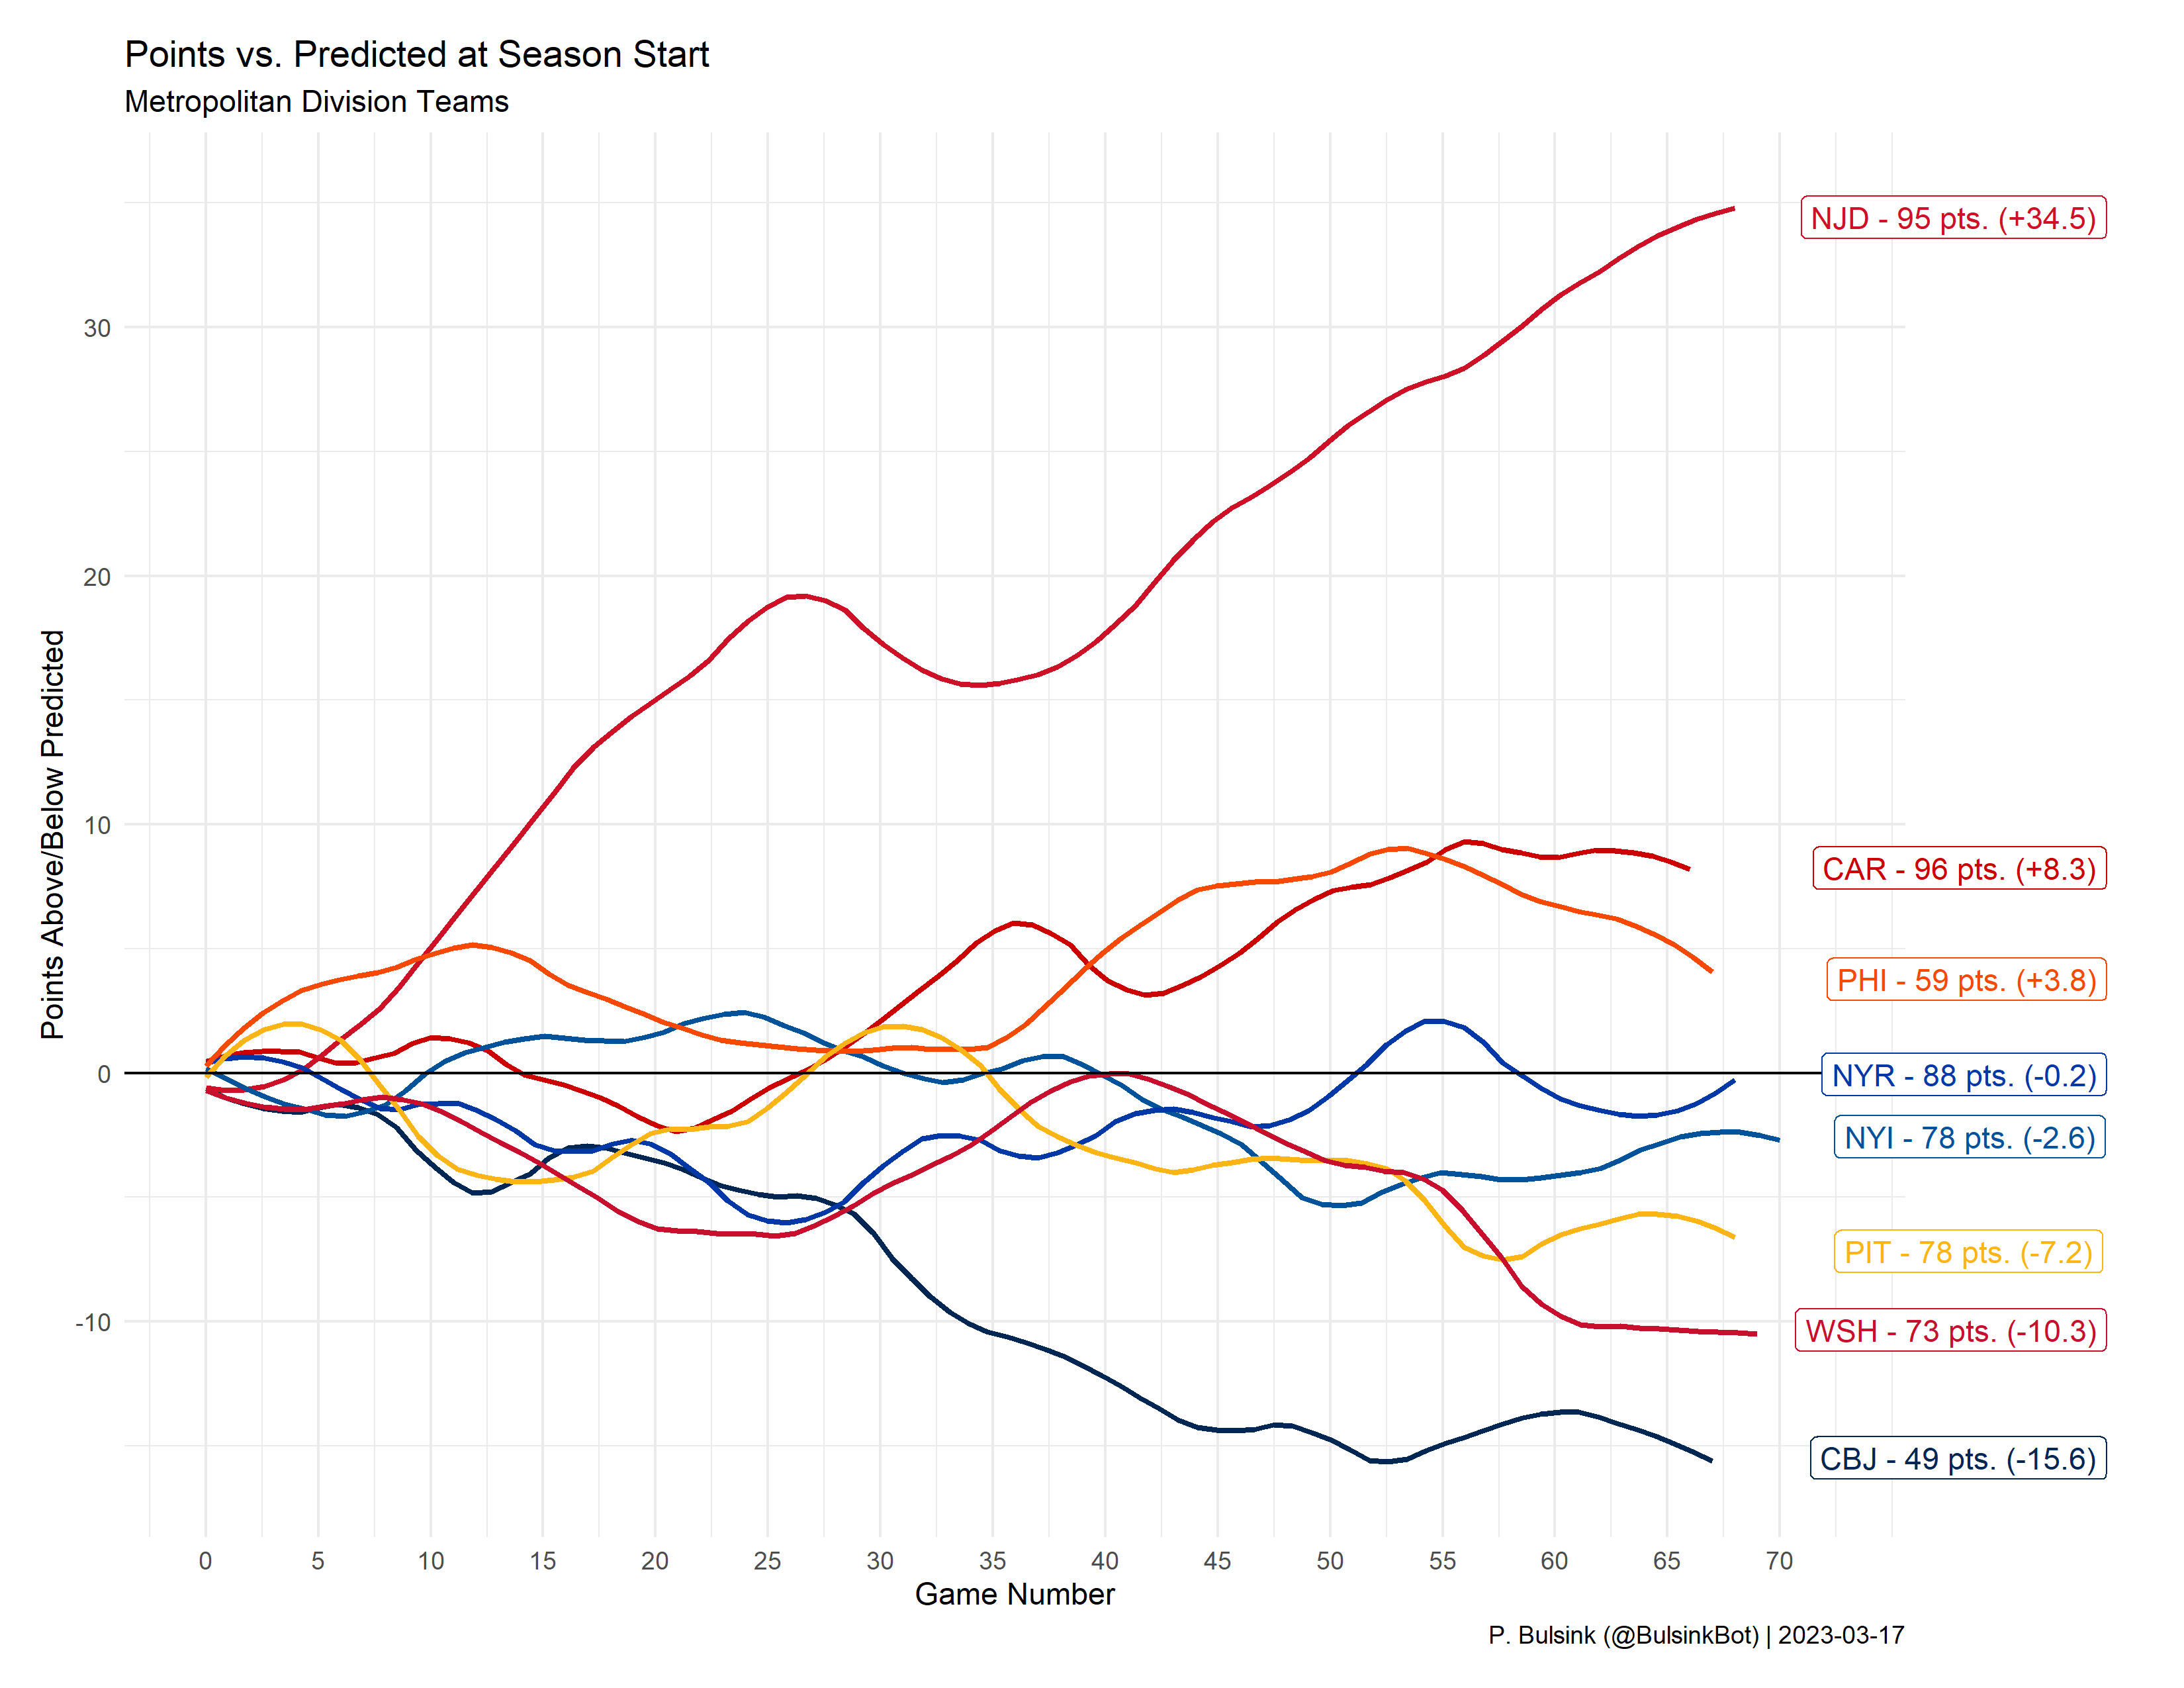 Points vs. Predicted at Season Start
Metropolitan Division Teams
Points Above/Below Predicted
30
20
10
0
-10
NJD - 95 pts. (+34.5)
CAR - 96 pts. (+8.3)
PHI - 59 pts. (+3.8)
NYR - 88 pts. (-0.2)
NYI - 78 pts. (-2.6)
PIT - 78 pts. (-7.2)
WSH - 73 pts. (-10.3)
CBJ - 49 pts. (-15.6)
0 5 10 15 20 25 30 35 40 45 50 55 60 65 70
Game Number
P. Bulsink (@BulsinkBot) | 2023-03-17